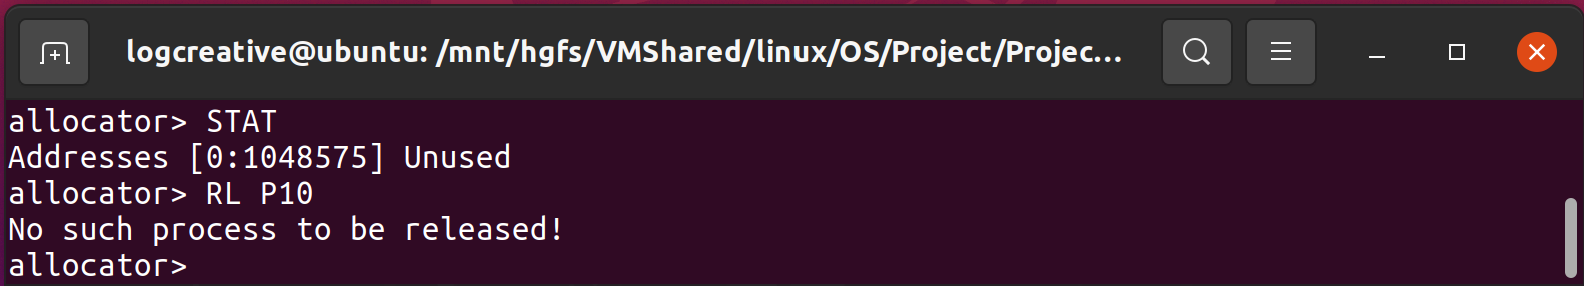 logcreative@ubuntu: /mnt/hgfs/VMShared/linux/OS/Project/Projec...
allocator> STAT
Addresses [0:1048575] Unused
allocator> RL P10
No such process to be released!
allocator>